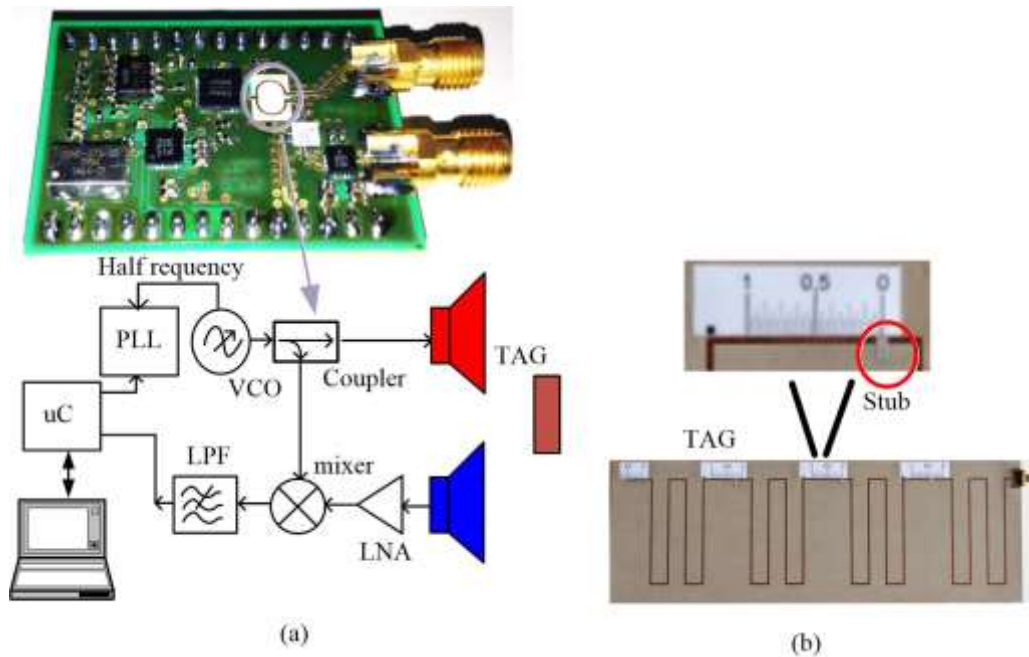 Half requency
PLL
VCO
Coupler
TAG
uC
LPF
mixer
LNA
(a)
1 0,5 0
Stub
TAG
(b)